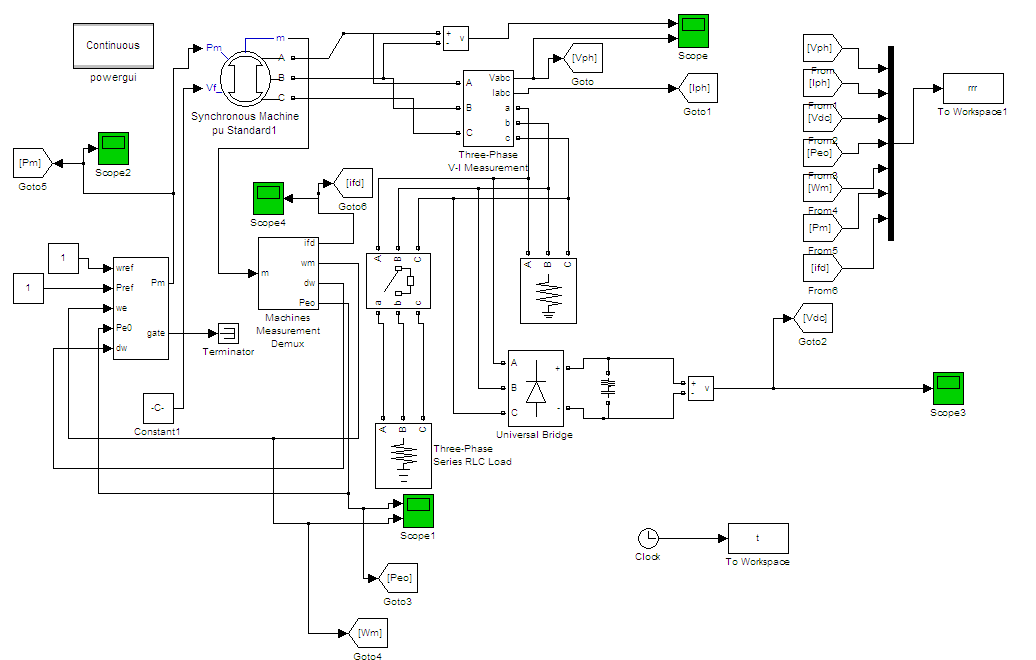 Continuous
powergui
Pm
Vf_
m
A
B
C
Synchronous Machine
pu Standard1
+
-
v
Scope
[Vph]
Goto
[Iph]
Goto1
A
B
C
Vabc
Iabc
a
b
c
Three-Phase
V-I Measurement
[Vph]
From
[Iph]
From1
[Vdc]
From2
[Peo]
From3
[Wm]
From4
[Pm]
From5
[ifd]
From6
rrr
To Workspace1
[Pm]
Goto5
Scope2
Scope4
[ifd]
Goto6
1
1
wref
Pref
we
Pe0
dw
Pm
gate
Terminator
m
ifd
wm
dw
Peo
Machines
Measurement
Demux
A
B
C
a
b
c
A
B
C
-C-
Constant1
A
B
C
+
-
Universal Bridge
+
-
v
[Vdc]
Goto2
Scope3
A
B
C
Three-Phase
Series RLC Load
Scope1
[Peo]
Goto3
[Wm]
Goto4
Clock
t
To Workspace